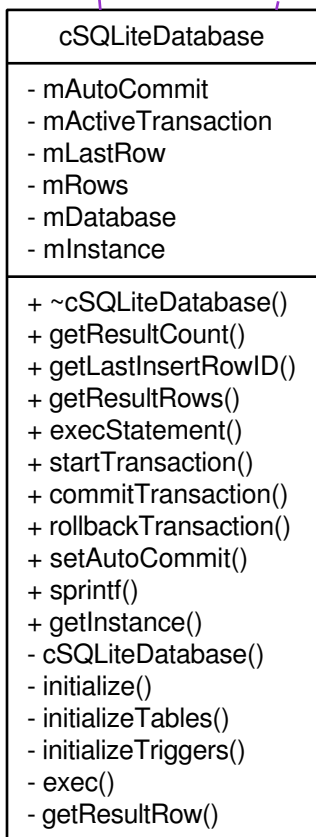 cSQLiteDatabase
- mAutoCommit
- mActiveTransaction
- mLastRow
- mRows
- mDatabase
- mInstance
+ ~cSQLiteDatabase()
+ getResultCount()
+ getLastInsertRowID()
+ getResultRows()
+ execStatement()
+ startTransaction()
+ commitTransaction()
+ rollbackTransaction()
+ setAutoCommit()
+ sprintf()
+ getInstance()
- cSQLiteDatabase()
- initialize()
- initializeTables()
- initializeTriggers()
- exec()
- getResultRow()